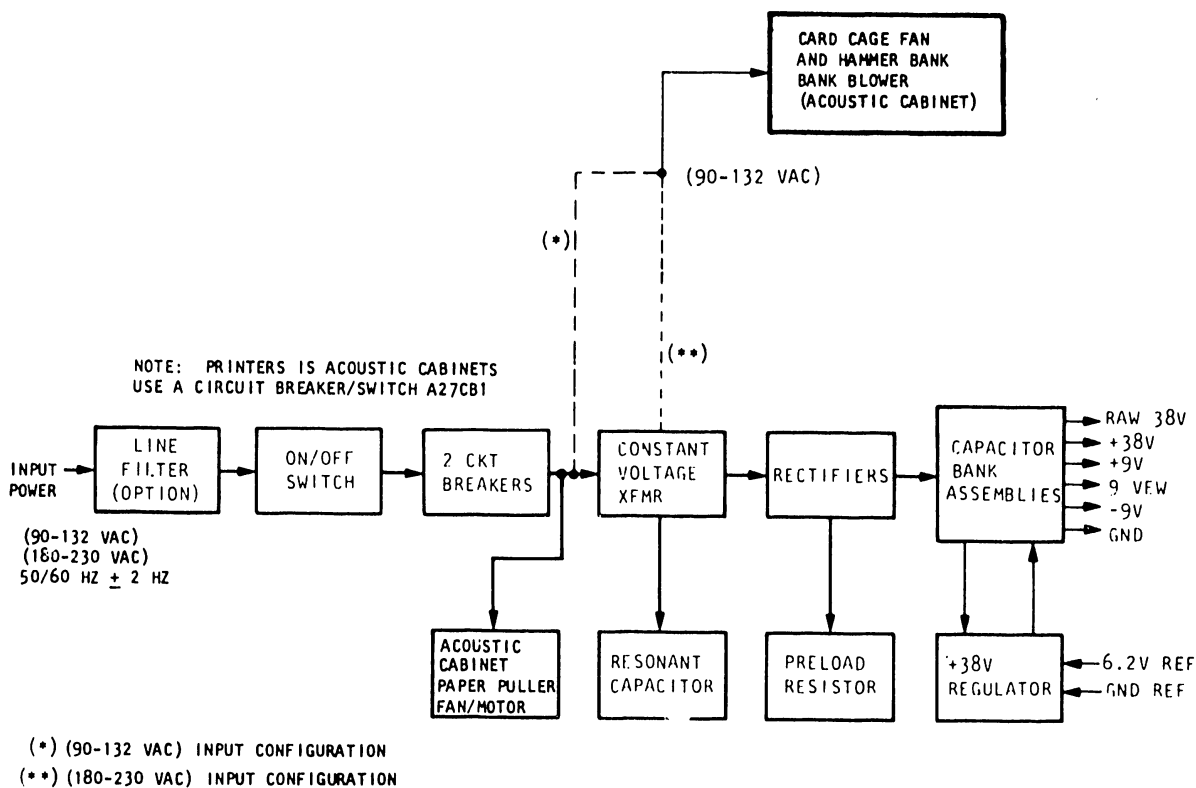 CARD CAGE FAN
AND HAMMER BANK
BANK BLOWER
(ACOUSTIC CABINET)
(90-132 VAC)
(*)
(**)
NOTE: PRINTERS IS ACOUSTIC CABINETS
USE A CIRCUIT BREAKER/SWITCH A27CB1
INPUT
POWER
LINE
FILTER
(OPTION)
ON/OFF
SWITCH
2 CKT
BREAKERS
CONSTANT
VOLTAGE
XFMR
RECTIFIERS
CAPACITOR
BANK
ASSEMBLIES
RAW 38V
+38V
+9V
9 VFW
-9V
GND
(90-132 VAC)
(180-230 VAC)
50/60 HZ ± 2 HZ
ACOUSTIC
CABINET
PAPER PULLER
FAN/MOTOR
RESONANT
CAPACITOR
PRELOAD
RESISTOR
+38V
REGULATOR
6.2V REF
GND REF
(*) (90-132 VAC) INPUT CONFIGURATION
(**) (180-230 VAC) INPUT CONFIGURATION